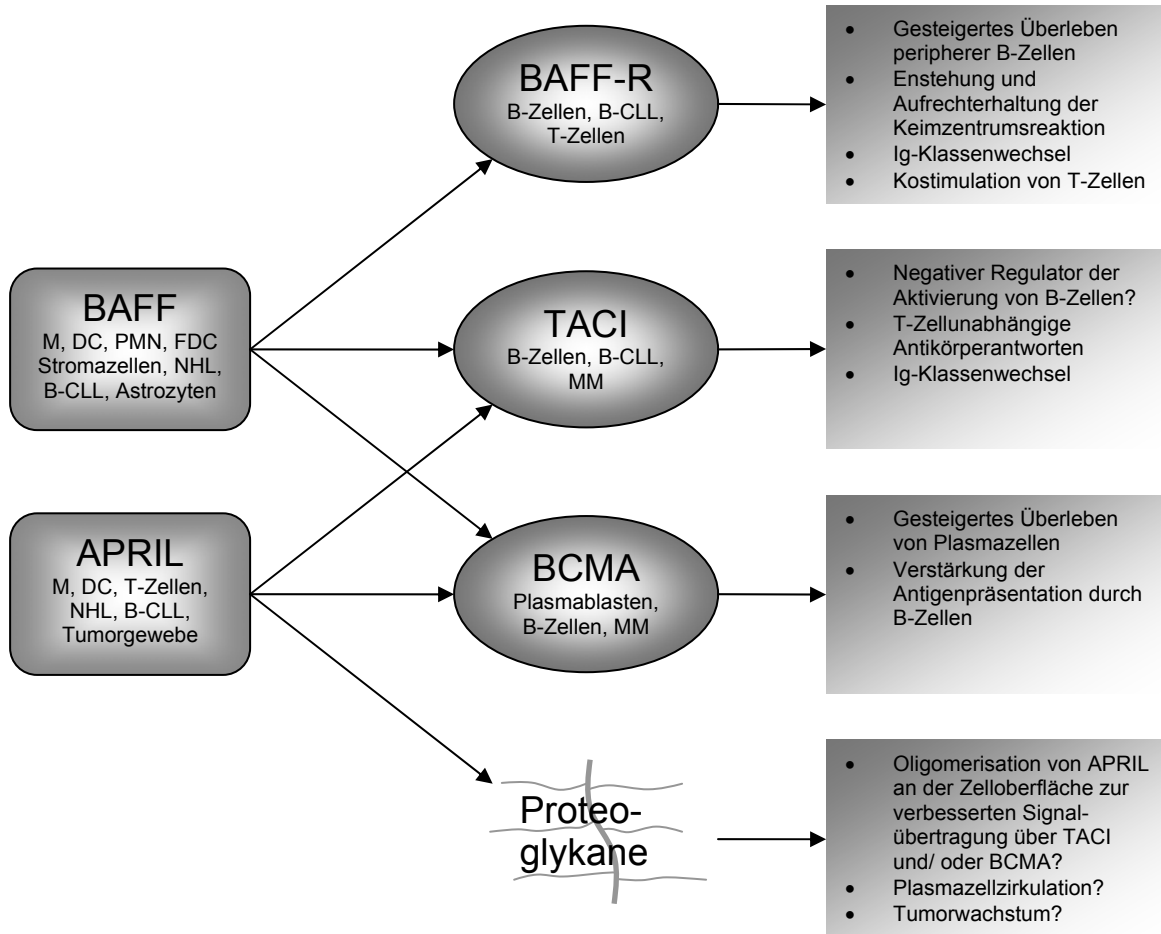 BAFF
M, DC, PMN, FDC
Stromazellen, NHL,
B-CLL, Astrozyten
APRIL
M, DC, T-Zellen,
NHL, B-CLL,
Tumorgewebe
BAFF-R
B-Zellen, B-CLL,
T-Zellen
TACI
B-Zellen, B-CLL,
MM
BCMA
Plasmablasten,
B-Zellen, MM
Proteo-
glykane
• Gesteigertes Überleben
peripherer B-Zellen
• Enstehung und
Aufrechterhaltung der
Keimzentrumsreaktion
• Ig-Klassenwechsel
• Kostimulation von T-Zellen
• Negativer Regulator der
Aktivierung von B-Zellen?
• T-Zellunabhängige
Antikörperantworten
• Ig-Klassenwechsel
• Gesteigertes Überleben
von Plasmazellen
• Verstärkung der
Antigenpräsentation durch
B-Zellen
• Oligomerisation von APRIL
an der Zelloberfläche zur
verbesserten Signal-
übertragung über TACI
und/ oder BCMA?
• Plasmazellzirkulation?
• Tumorwachstum?